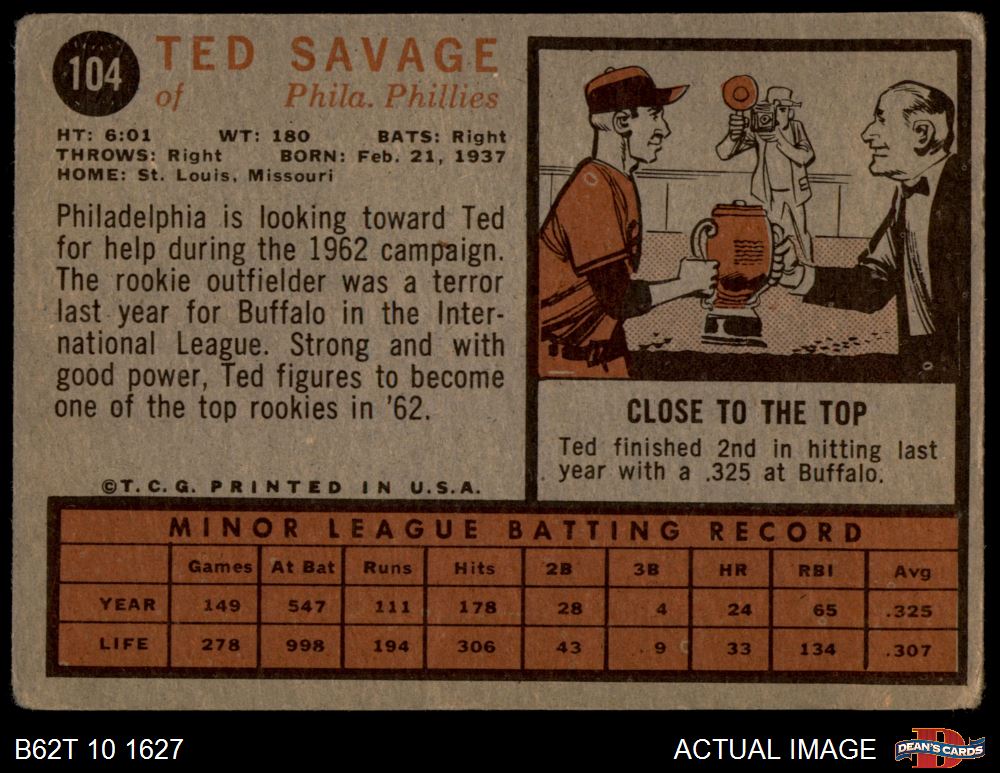 104
TED SAVAGE
of Phila. Phillies
HT: 6:01 WT: 180 BATS: Right
THROWS: Right BORN: Feb. 21, 1937
HOME: St. Louis, Missouri
Philadelphia is looking toward Ted
for help during the 1962 campaign.
The rookie outfielder was a terror
last year for Buffalo in the Inter-
national League. Strong and with
good power, Ted figures to become
one of the top rookies in '62.
©T.C.G. PRINTED IN U.S.A.
CLOSE TO THE TOP
Ted finished 2nd in hitting last
year with a .325 at Buffalo.
MINOR LEAGUE BATTING RECORD
Games At Bat Runs Hits 2B 3B HR RBI Avg
YEAR 149 547 111 178 28 4 24 65 .325
LIFE 278 998 194 306 43 9 33 134 .307
B62T 10 1627
ACTUAL IMAGE
D
DEAN'S CARDS